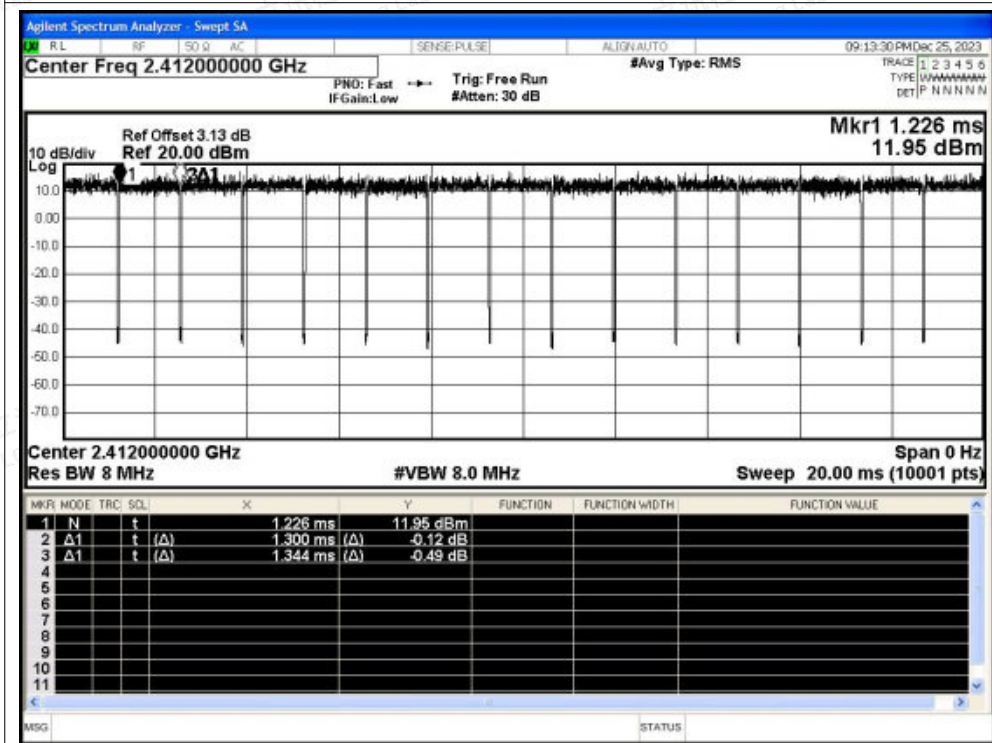 Agilent Spectrum Analyzer - Swept SA
RL RF 50 Ω AC SENSE:PULSE ALIGN AUTO 09:13:30 PM Dec 25, 2023
Center Freq 2.412000000 GHz #Avg Type: RMS TRACE 1 2 3 4 5 6
PNO: Fast Trig: Free Run TYPE WWWWWW
IFGain:Low #Atten: 30 dB DET P N N N N N
Ref Offset 3.13 dB Mkr1 1.226 ms
10 dB/div Ref 20.00 dBm 11.95 dBm
Log
1 3Δ1
10.0
0.00
-10.0
-20.0
-30.0
-40.0
-50.0
-60.0
-70.0
Center 2.412000000 GHz Span 0 Hz
Res BW 8 MHz #VBW 8.0 MHz Sweep 20.00 ms (10001 pts)
MKR MODE TRC SCL X Y FUNCTION FUNCTION WIDTH FUNCTION VALUE
1 N t 1.226 ms 11.95 dBm
2 Δ1 t (Δ) 1.300 ms (Δ) -0.12 dB
3 Δ1 t (Δ) 1.344 ms (Δ) -0.49 dB
4
5
6
7
8
9
10
11
MSG STATUS